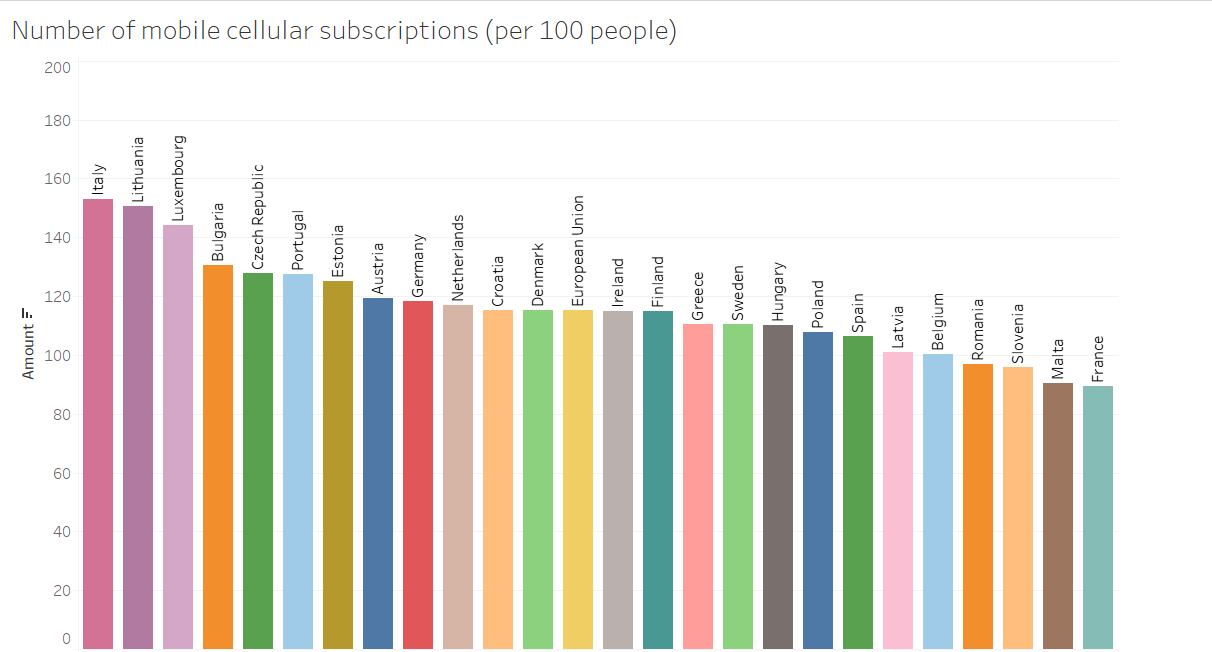 Number of mobile cellular subscriptions (per 100 people)
200
180
160
140
120
100
80
60
40
20
0
Amount
Italy
Lithuania
Luxembourg
Bulgaria
Czech Republic
Portugal
Estonia
Austria
Germany
Netherlands
Croatia
Denmark
European Union
Ireland
Finland
Greece
Sweden
Hungary
Poland
Spain
Latvia
Belgium
Romania
Slovenia
Malta
France